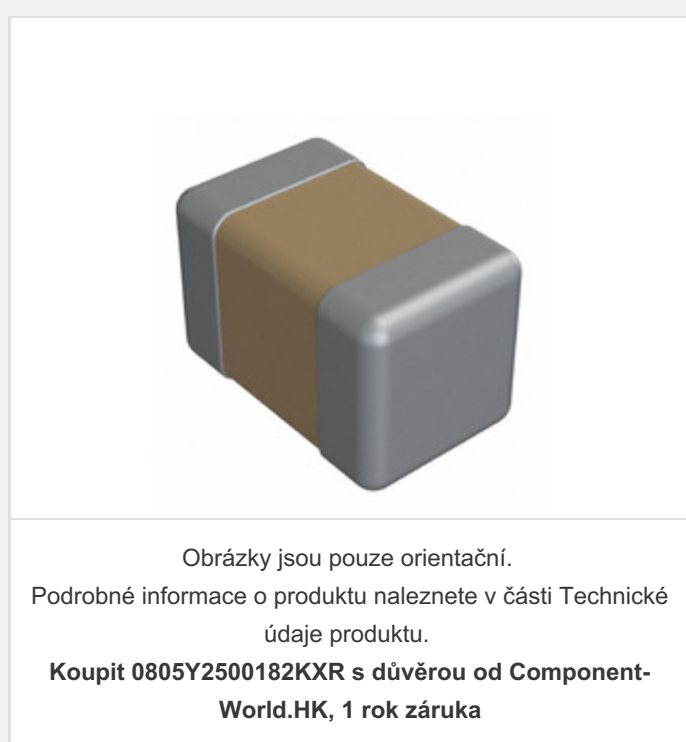 Obrázky jsou pouze orientační.
Podrobné informace o produktu naleznete v části Technické
údaje produktu.
Koupit 0805Y2500182KXR s důvěrou od Component-
World.HK, 1 rok záruka